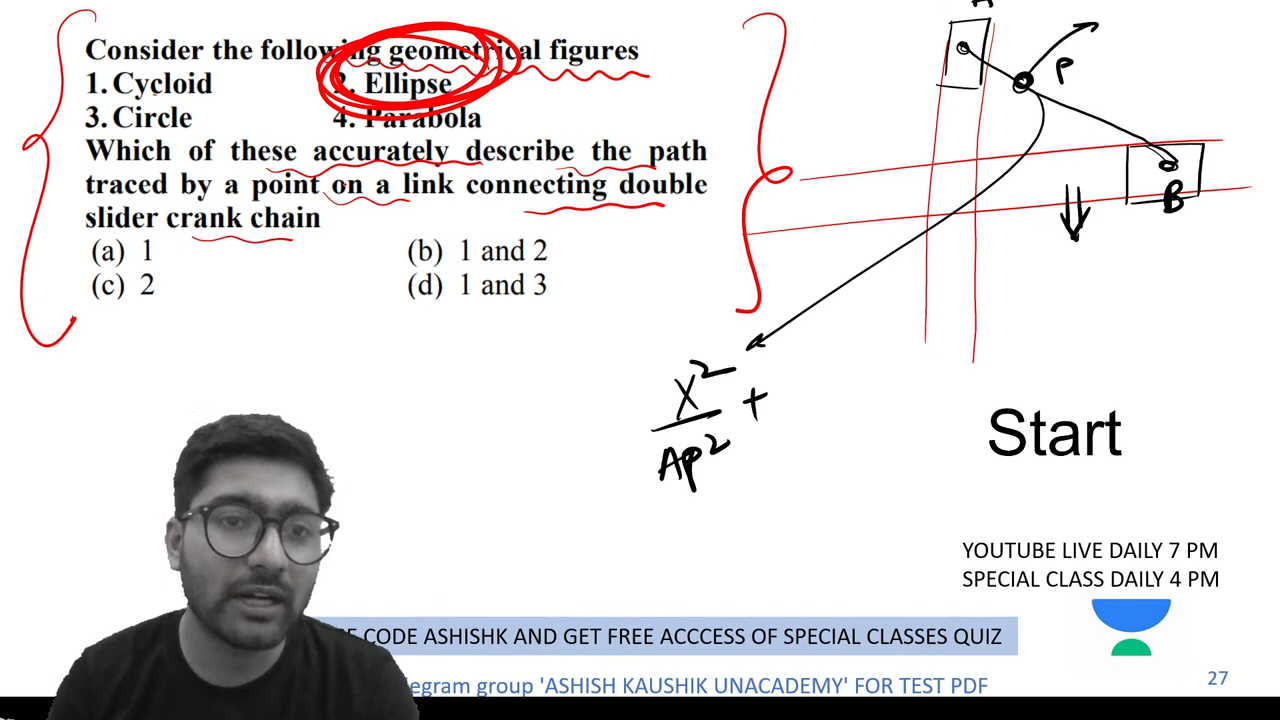 Consider the following geometrical figures
1. Cycloid 2. Ellipse
3. Circle 4. Parabola
Which of these accurately describe the path
traced by a point on a link connecting double
slider crank chain
(a) 1 (b) 1 and 2
(c) 2 (d) 1 and 3
P
B
X² +
AP²
Start
YOUTUBE LIVE DAILY 7 PM
SPECIAL CLASS DAILY 4 PM
CODE ASHISHK AND GET FREE ACCCESS OF SPECIAL CLASSES QUIZ
egram group 'ASHISH KAUSHIK UNACADEMY' FOR TEST PDF
27